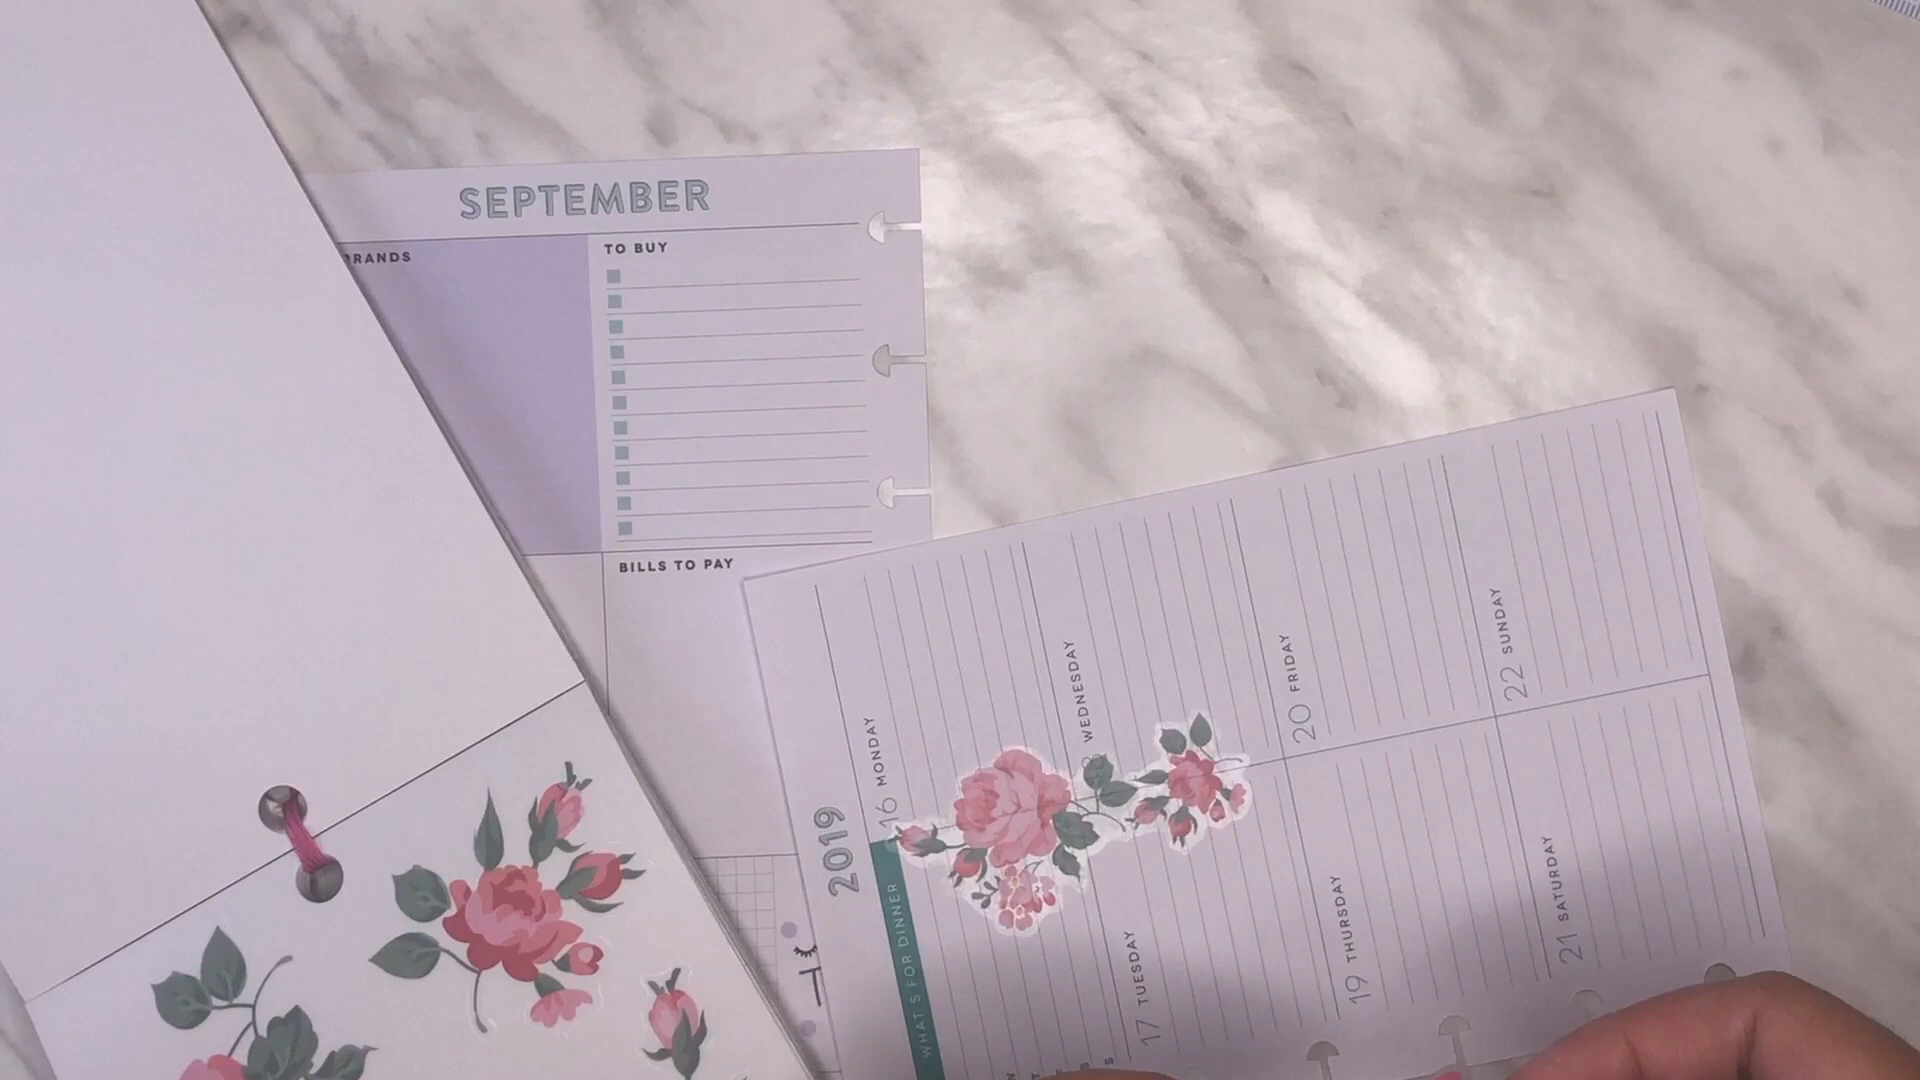 SEPTEMBER
TO BUY
BILLS TO PAY
2019
16 MONDAY
WEDNESDAY
20 FRIDAY
22 SUNDAY
WHAT S FOR DINNER
17 TUESDAY
19 THURSDAY
21 SATURDAY